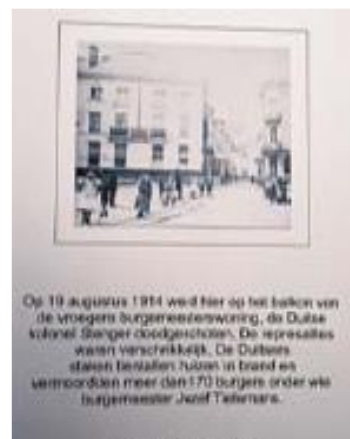 Op 19 augustus 1914 werd hier op het balkon van
de vroegere burgemeesterswoning, de Duitse
kolonel Stenger doodgeschoten. De represailles
waren verschrikkelijk. De Duitsers
staken tientallen huizen in brand en
vermoordden meer dan 170 burgers onder wie
burgemeester Jozef Tielemans.